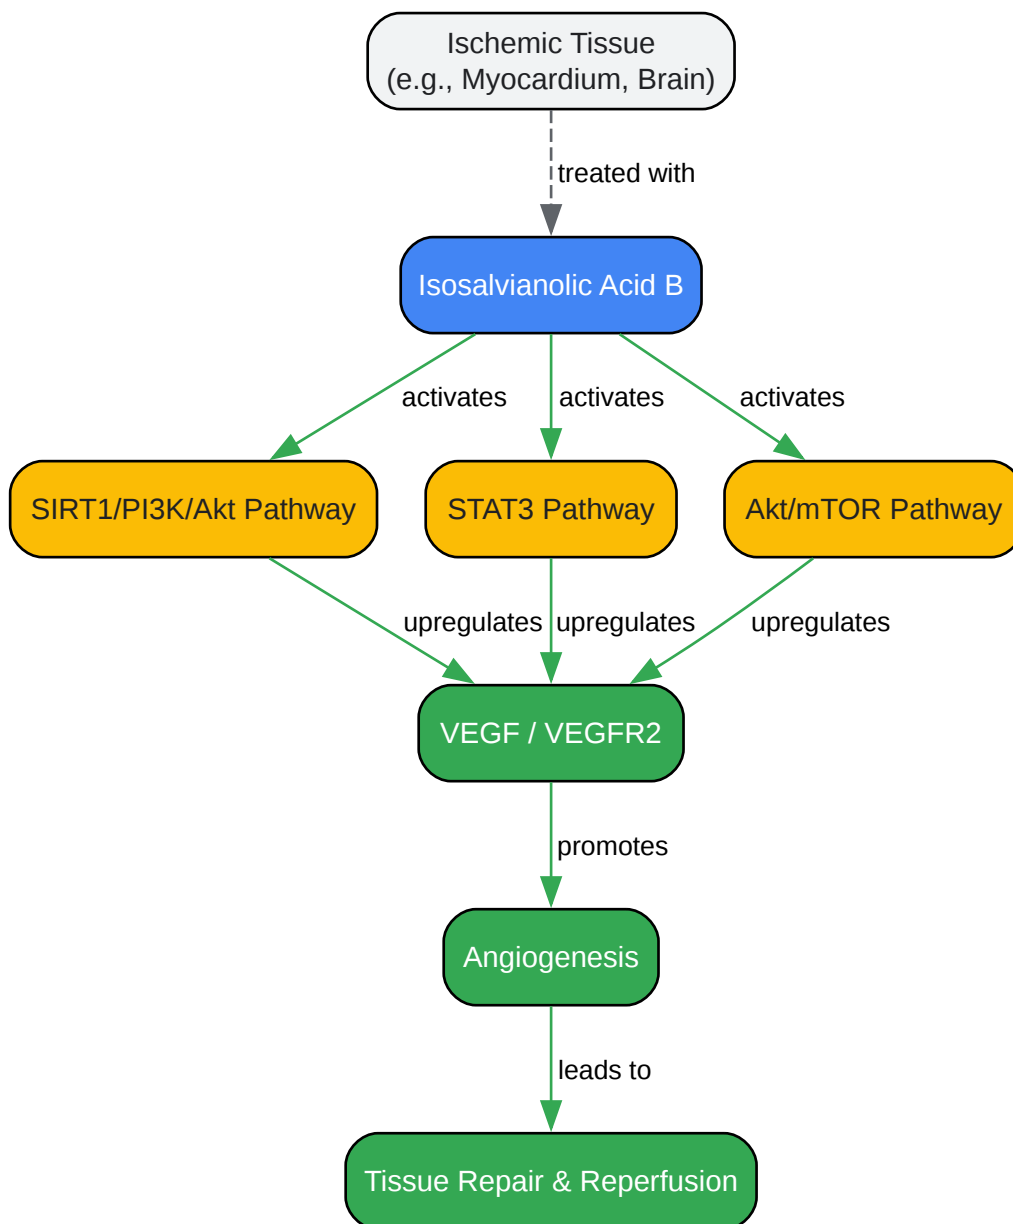 Ischemic Tissue
(e.g., Myocardium, Brain)
treated with
Isosalvianolic Acid B
activates
activates
activates
SIRT1/PI3K/Akt Pathway
STAT3 Pathway
Akt/mTOR Pathway
upregulates
upregulates
upregulates
VEGF / VEGFR2
promotes
Angiogenesis
leads to
Tissue Repair & Reperfusion